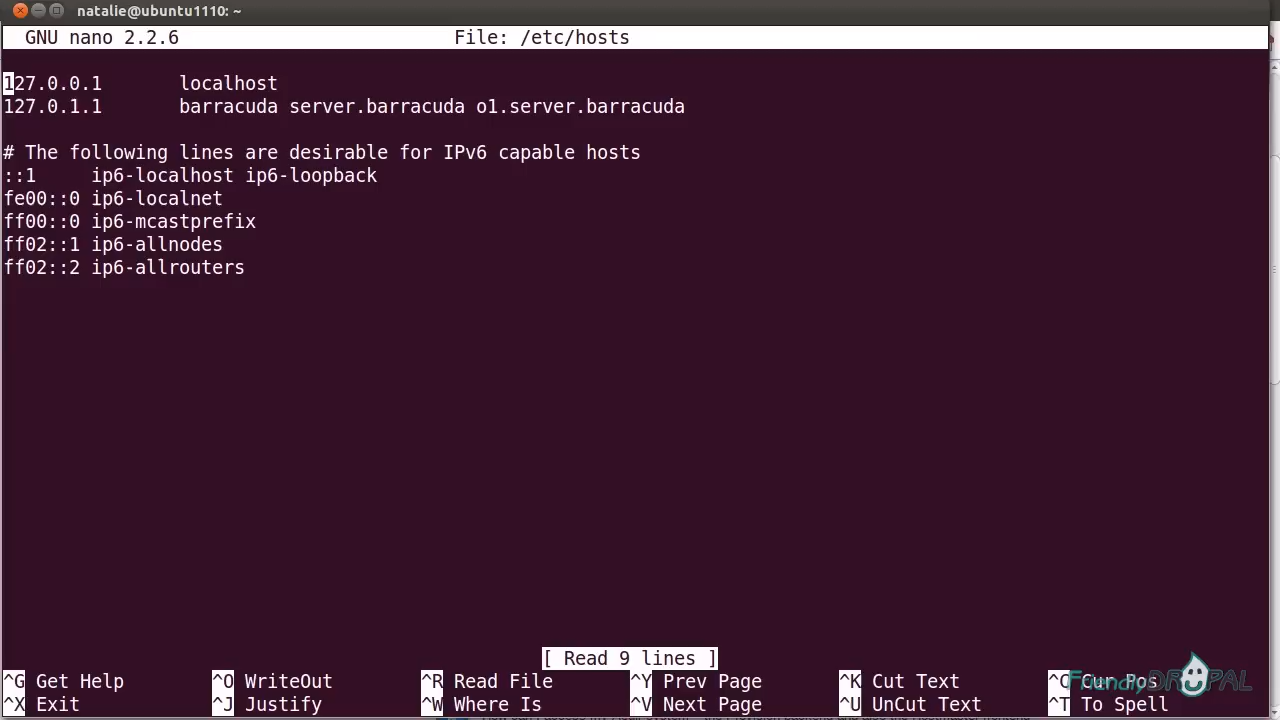 natalie@ubuntu1110: ~
GNU nano 2.2.6 File: /etc/hosts
127.0.0.1 localhost
127.0.1.1 barracuda server.barracuda o1.server.barracuda
# The following lines are desirable for IPv6 capable hosts
::1 ip6-localhost ip6-loopback
fe00::0 ip6-localnet
ff00::0 ip6-mcastprefix
ff02::1 ip6-allnodes
ff02::2 ip6-allrouters
[ Read 9 lines ]
^G Get Help ^O WriteOut ^R Read File ^Y Prev Page ^K Cut Text ^C Cur Pos
^X Exit ^J Justify ^W Where Is ^V Next Page ^U UnCut Text ^T To Spell
Friendly DRUPAL